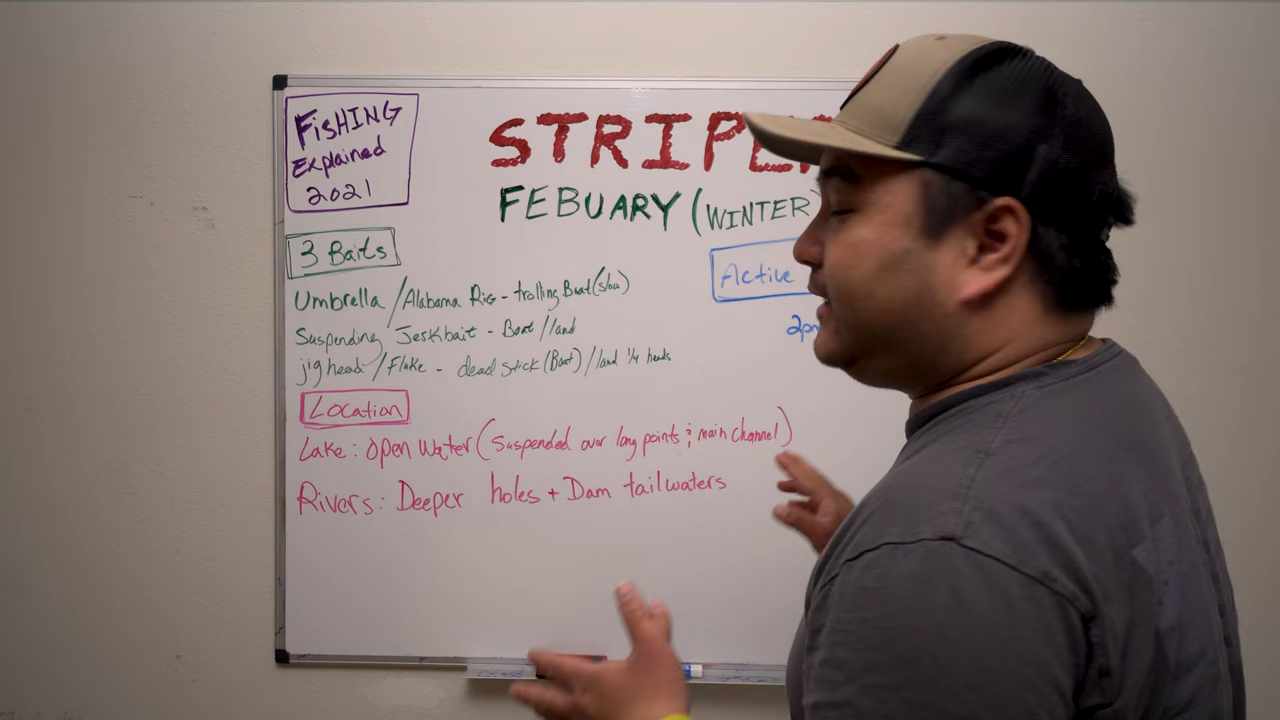 FisHING
Explained
2021
STRIPE
FEBUARY (WINTER)
3 Baits
Active
Umbrella / Alabama Rig - trolling Boat (slow)
2pm
Suspending Jerkbait - Boat / land
jig head / Fluke - dead stick (Boat) / land 1/4 heads
Location
Lake: Open Water (Suspended over long points & main channel)
Rivers: Deeper holes + Dam tailwaters